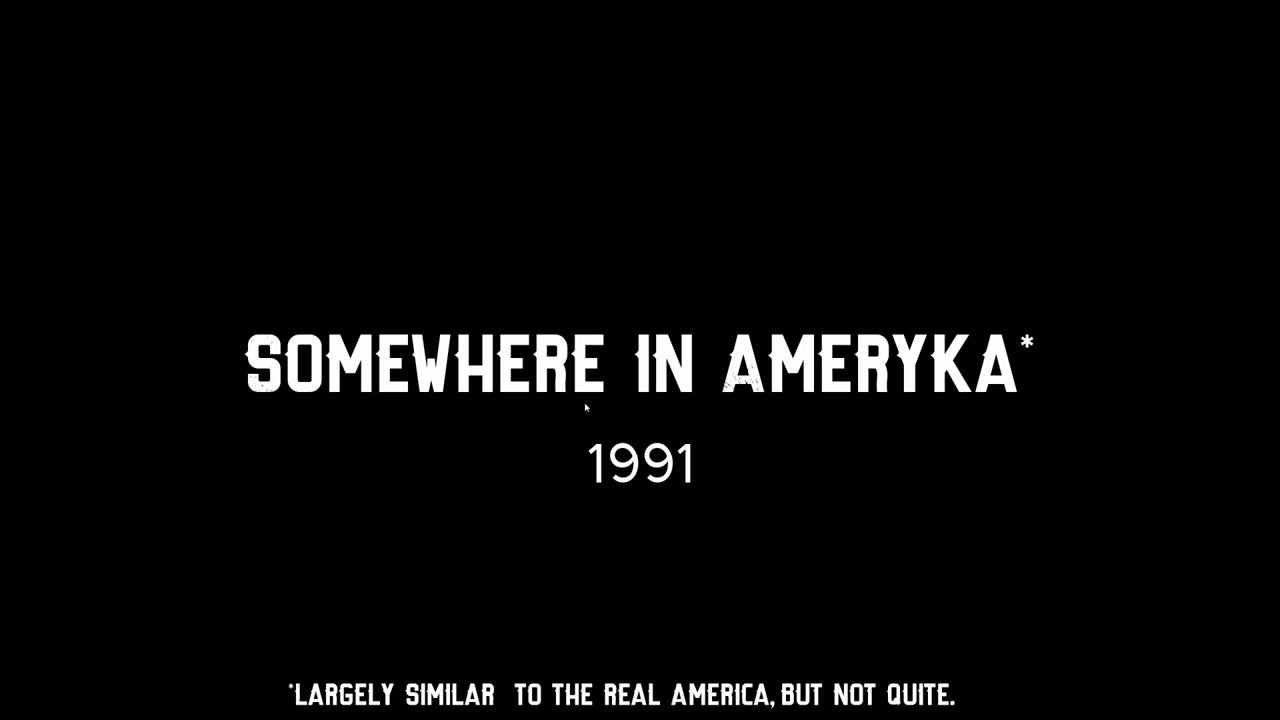 SOMEWHERE IN AMERYKA*
1991
*LARGELY SIMILAR TO THE REAL AMERICA, BUT NOT QUITE.